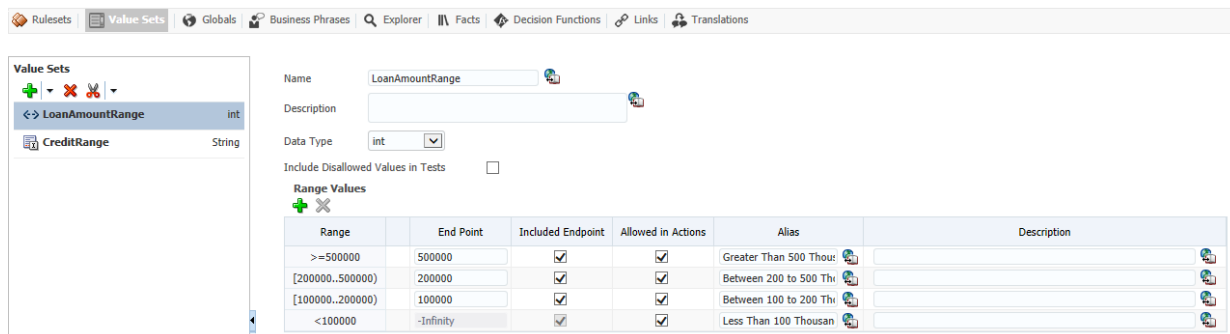 Rulesets Value Sets Globals Business Phrases Explorer Facts Decision Functions Links Translations
Value Sets
LoanAmountRange int
CreditRange String
Name LoanAmountRange
Description
Data Type int
Include Disallowed Values in Tests
Range Values
Range End Point Included Endpoint Allowed in Actions Alias Description
>=500000 500000 Greater Than 500 Thous
[200000..500000) 200000 Between 200 to 500 Tho
[100000..200000) 100000 Between 100 to 200 Tho
<100000 -Infinity Less Than 100 Thousan